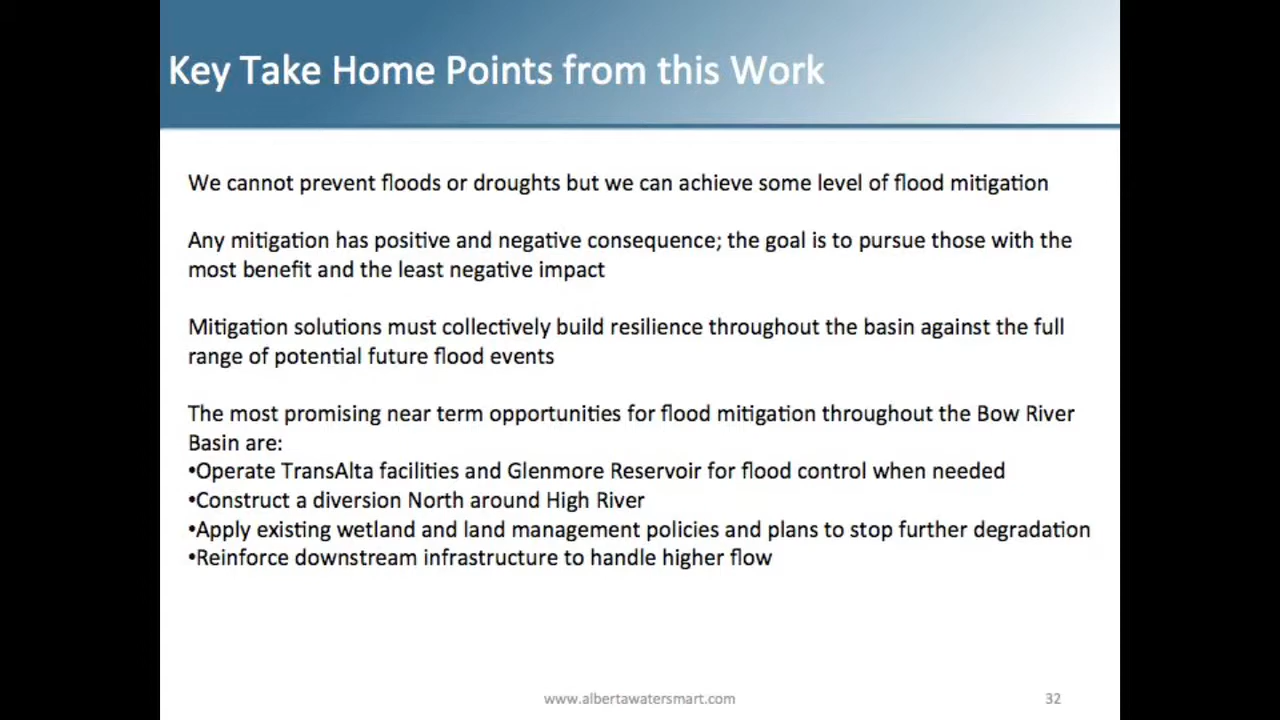 Key Take Home Points from this Work
We cannot prevent floods or droughts but we can achieve some level of flood mitigation
Any mitigation has positive and negative consequence; the goal is to pursue those with the
most benefit and the least negative impact
Mitigation solutions must collectively build resilience throughout the basin against the full
range of potential future flood events
The most promising near term opportunities for flood mitigation throughout the Bow River
Basin are:
•Operate TransAlta facilities and Glenmore Reservoir for flood control when needed
•Construct a diversion North around High River
•Apply existing wetland and land management policies and plans to stop further degradation
•Reinforce downstream infrastructure to handle higher flow
www.albertawatersmart.com
32